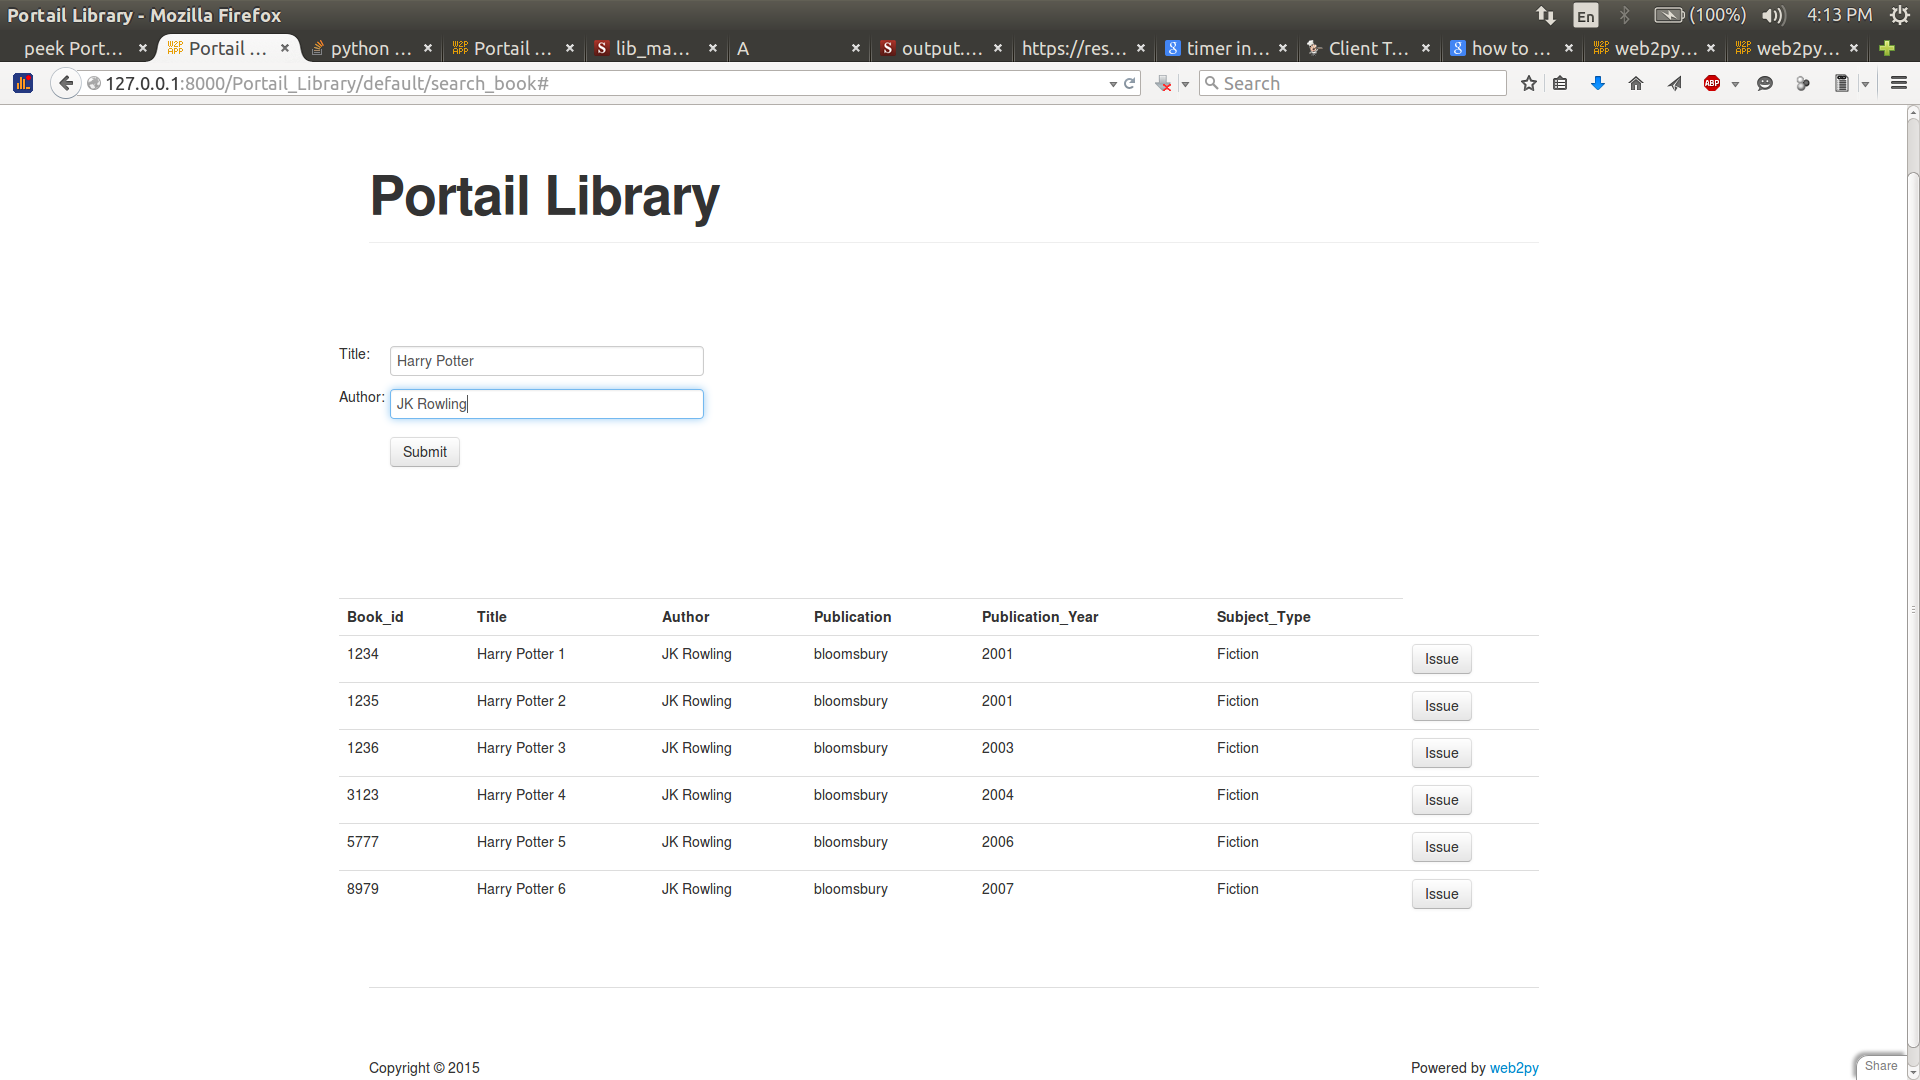 Portail Library - Mozilla Firefox
En
(100%)
4:13 PM
peek Port...
Portail ...
python ...
Portail ...
lib_ma...
A
output....
https://res...
timer in...
Client T...
how to ...
web2py...
web2py...
127.0.0.1:8000/Portail_Library/default/search_book#
Search
ABP
Portail Library
Title: Harry Potter
Author: JK Rowling
Submit
Book_id Title Author Publication Publication_Year Subject_Type
1234 Harry Potter 1 JK Rowling bloomsbury 2001 Fiction Issue
1235 Harry Potter 2 JK Rowling bloomsbury 2001 Fiction Issue
1236 Harry Potter 3 JK Rowling bloomsbury 2003 Fiction Issue
3123 Harry Potter 4 JK Rowling bloomsbury 2004 Fiction Issue
5777 Harry Potter 5 JK Rowling bloomsbury 2006 Fiction Issue
8979 Harry Potter 6 JK Rowling bloomsbury 2007 Fiction Issue
Copyright © 2015
Powered by web2py
Share